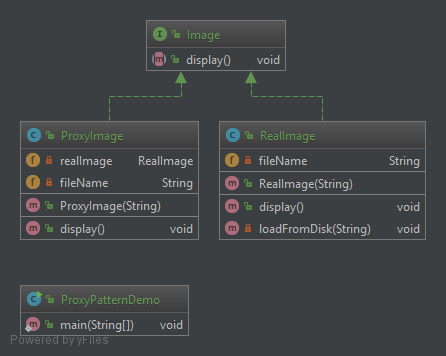 Image
display() void
ProxyImage
realImage RealImage
fileName String
ProxyImage(String)
display() void
RealImage
fileName String
RealImage(String)
display() void
loadFromDisk(String) void
ProxyPatternDemo
main(String[]) void
Powered by yFiles